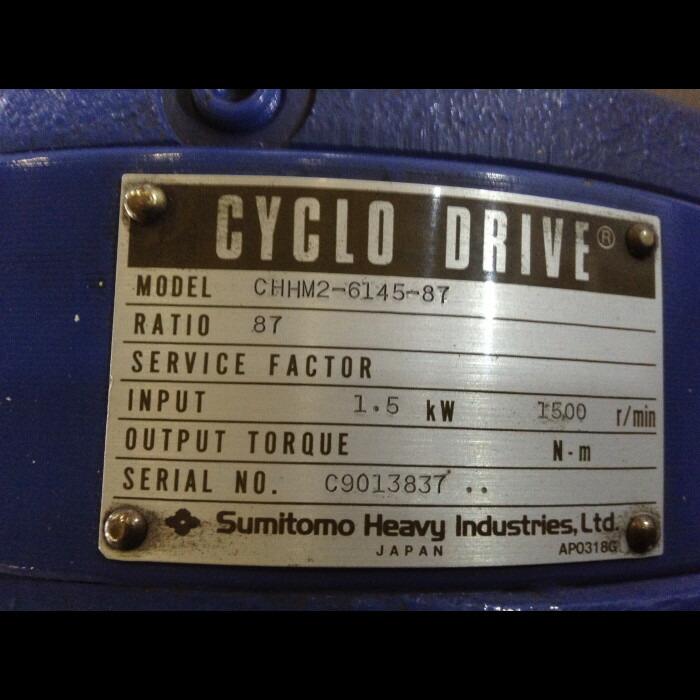 CYCLO DRIVE®
MODEL CHHM2-6145-87
RATIO 87
SERVICE FACTOR
INPUT 1.5 kW 1500 r/min
OUTPUT TORQUE N-m
SERIAL NO. C9013837 ..
Sumitomo Heavy Industries, Ltd.
JAPAN AP0318G